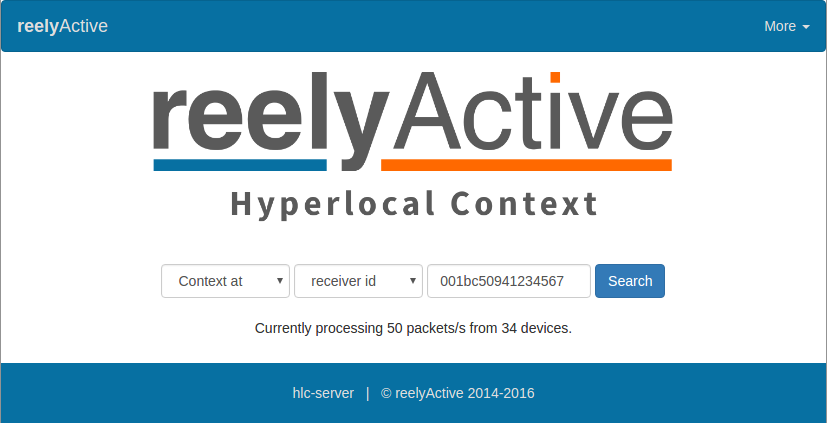 reelyActive More
reelyActive
Hyperlocal Context
Context at receiver id 001bc50941234567 Search
Currently processing 50 packets/s from 34 devices.
hlc-server | © reelyActive 2014-2016